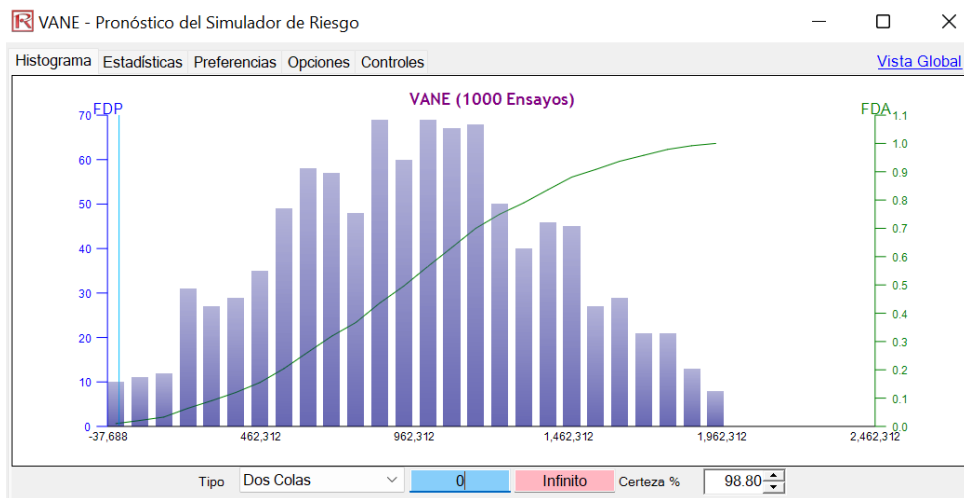 VANE - Pronóstico del Simulador de Riesgo
Histograma Estadísticas Preferencias Opciones Controles Vista Global
VANE (1000 Ensayos)
FDP FDA
70 1.1
1.0
60 0.9
50 0.8
0.7
40 0.6
30 0.5
0.4
20 0.3
10 0.2
0.1
0 0.0
-37,688 462,312 962,312 1,462,312 1,962,312 2,462,312
Tipo Dos Colas 0 Infinito Certeza % 98.80